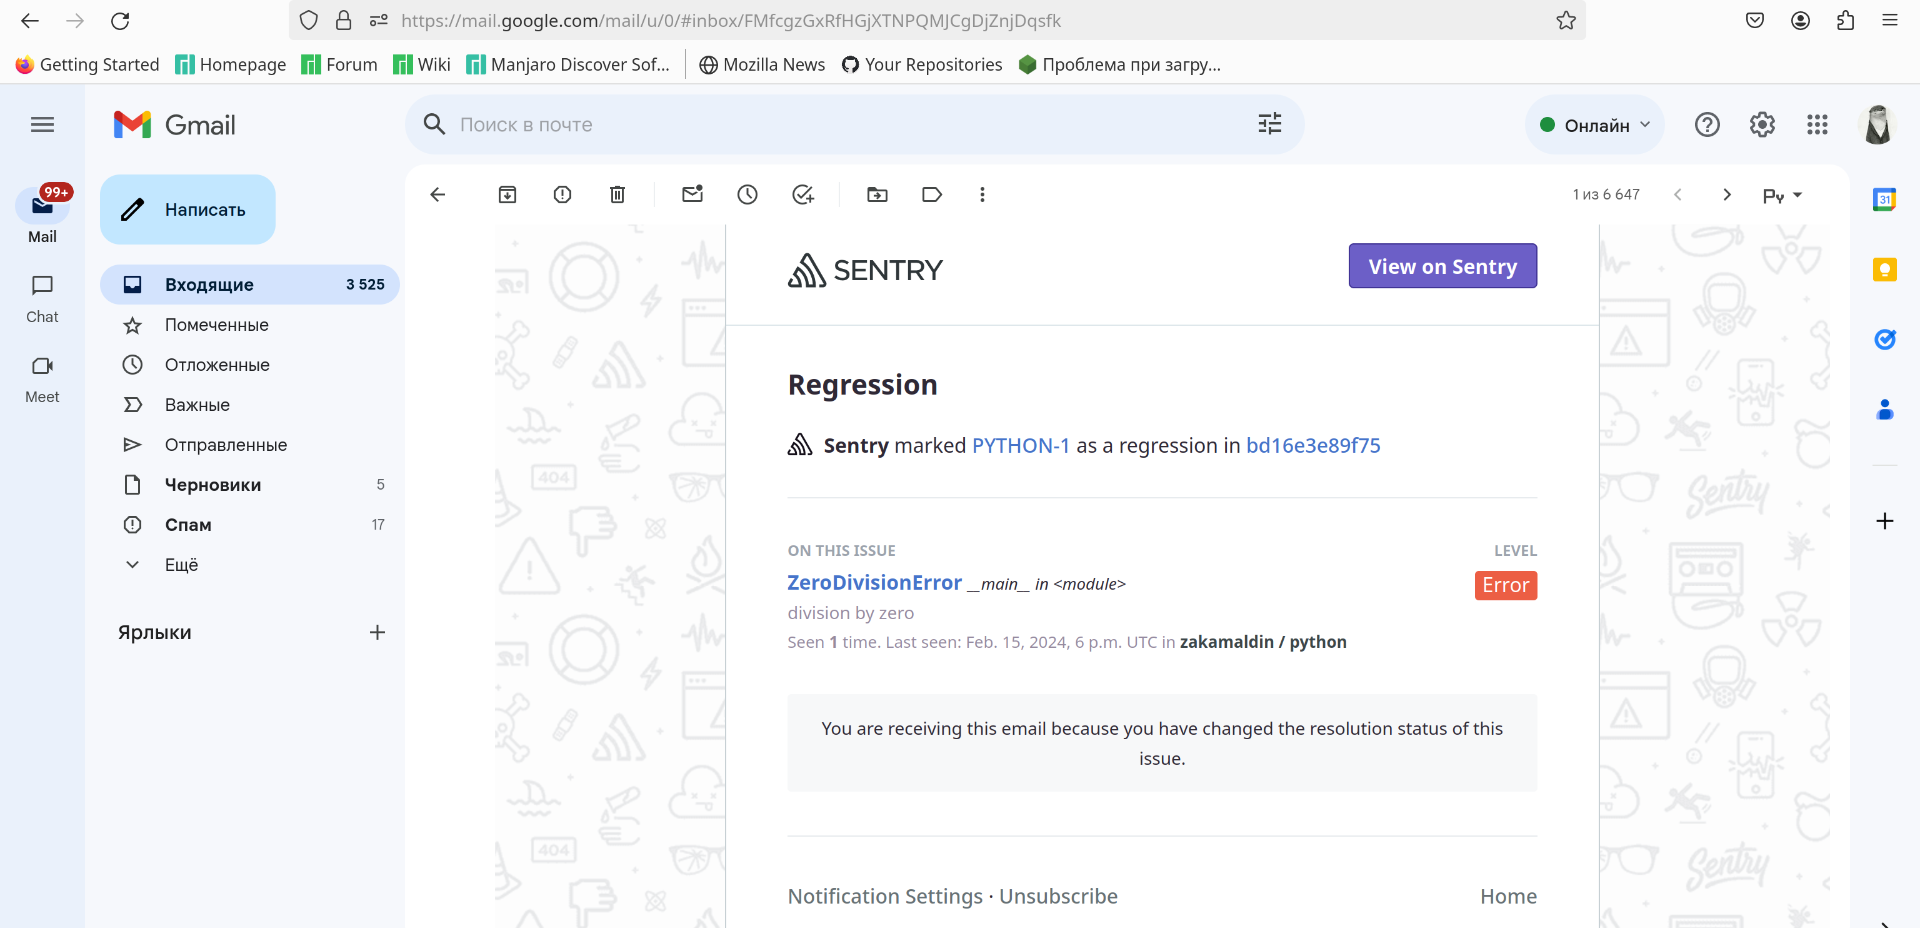 https://mail.google.com/mail/u/0/#inbox/FMfcgzGxRfHGjXTNPQMJCgDjZnjDqsfk
Getting Started Homepage Forum Wiki Manjaro Discover Sof... Mozilla News Your Repositories Проблема при загру...
Gmail
Поиск в почте
Онлайн
99+
Mail
Chat
Meet
Написать
Входящие 3 525
Помеченные
Отложенные
Важные
Отправленные
Черновики 5
Спам 17
Ещё
Ярлыки
1 из 6 647
Ру
31
SENTRY
View on Sentry
Regression
Sentry marked PYTHON-1 as a regression in bd16e3e89f75
ON THIS ISSUE LEVEL
ZeroDivisionError __main__ in <module> Error
division by zero
Seen 1 time. Last seen: Feb. 15, 2024, 6 p.m. UTC in zakamaldin / python
You are receiving this email because you have changed the resolution status of this
issue.
Notification Settings · Unsubscribe Home
404
Sentry
404
Sentry